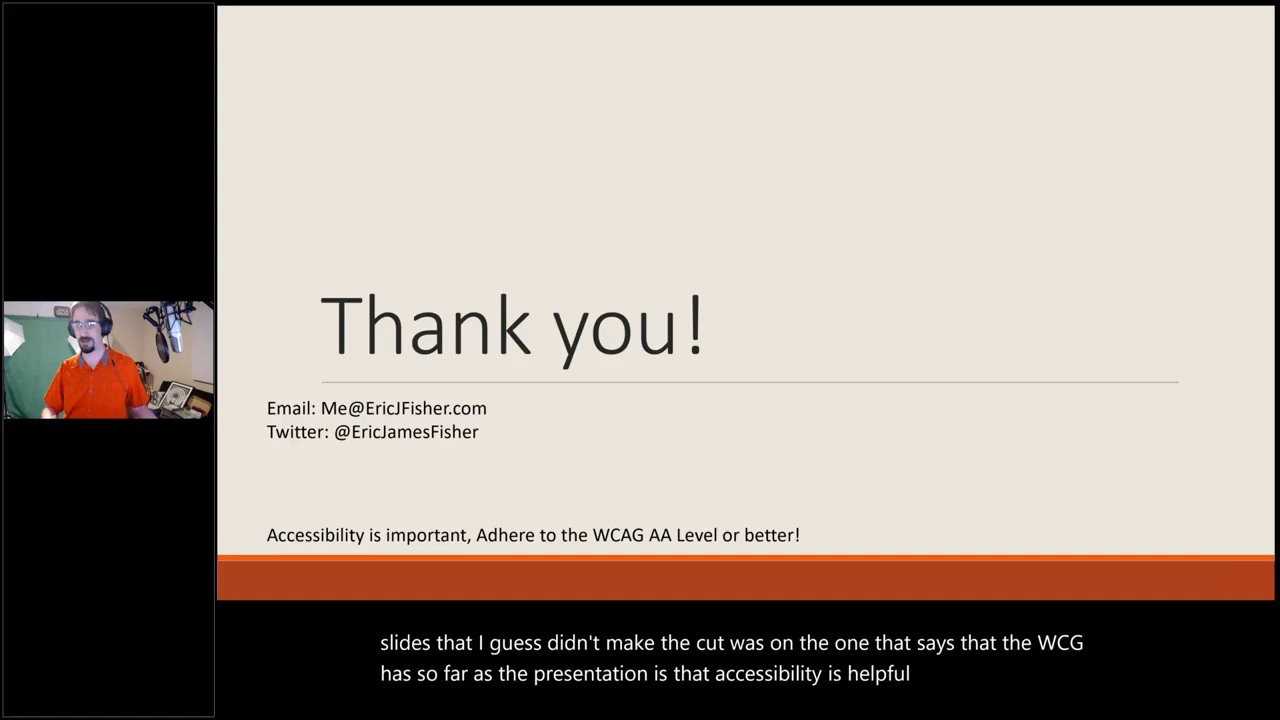 Thank you!
Email: Me@EricJFisher.com
Twitter: @EricJamesFisher
Accessibility is important, Adhere to the WCAG AA Level or better!
slides that I guess didn't make the cut was on the one that says that the WCG
has so far as the presentation is that accessibility is helpful